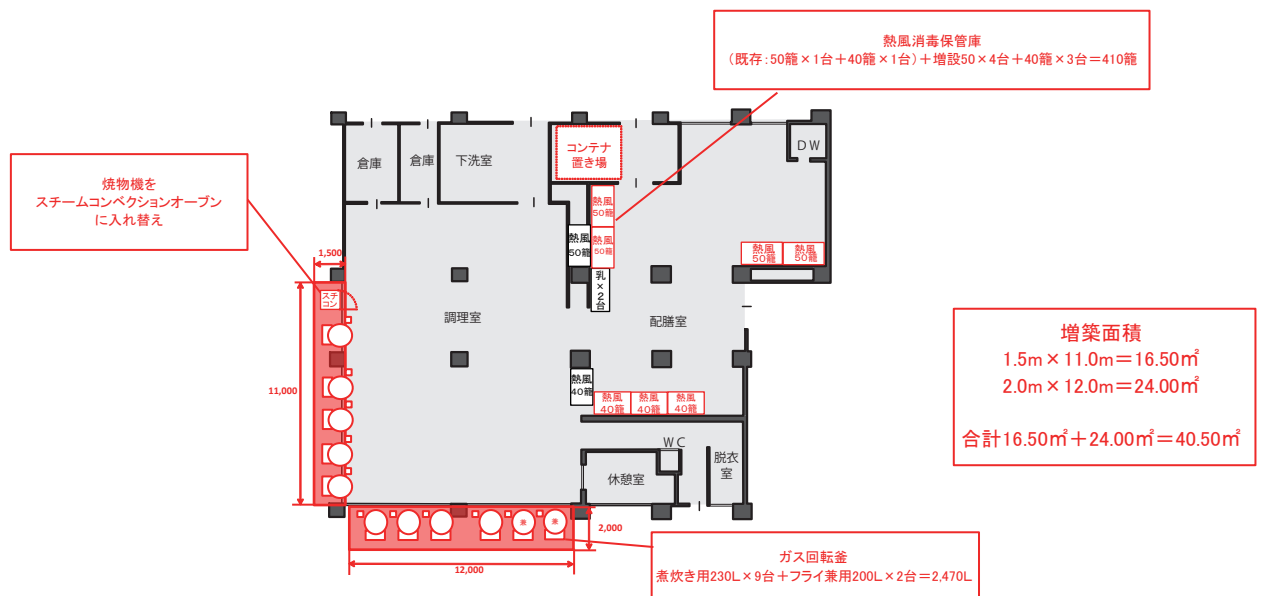 熱風消毒保管庫
（既存：50籠×1台＋40籠×1台）＋増設50×4台＋40籠×3台＝410籠
焼物機を
スチームコンベクションオーブン
に入れ替え
倉庫
倉庫
下洗室
コンテナ
置き場
DW
熱風
50籠
熱風
50籠
熱風
50籠
熱風
50籠
熱風
50籠
乳×2台
1,500
スチ
コン
調理室
配膳室
11,000
熱風
40籠
熱風
40籠
熱風
40籠
熱風
40籠
WC
休憩室
脱衣
室
兼
兼
2,000
12,000
増築面積
1.5m×11.0m＝16.50㎡
2.0m×12.0m＝24.00㎡
合計16.50㎡＋24.00㎡＝40.50㎡
ガス回転釜
煮炊き用230L×9台＋フライ兼用200L×2台＝2,470L